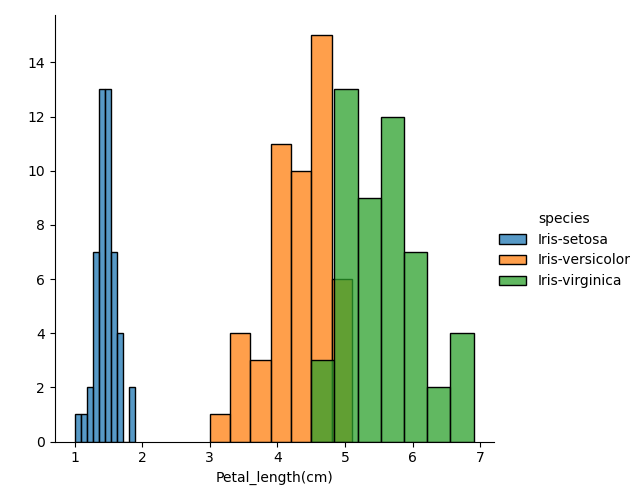 14
12
10
8
6
4
2
0
1 2 3 4 5 6 7
Petal_length(cm)
species
Iris-setosa
Iris-versicolor
Iris-virginica